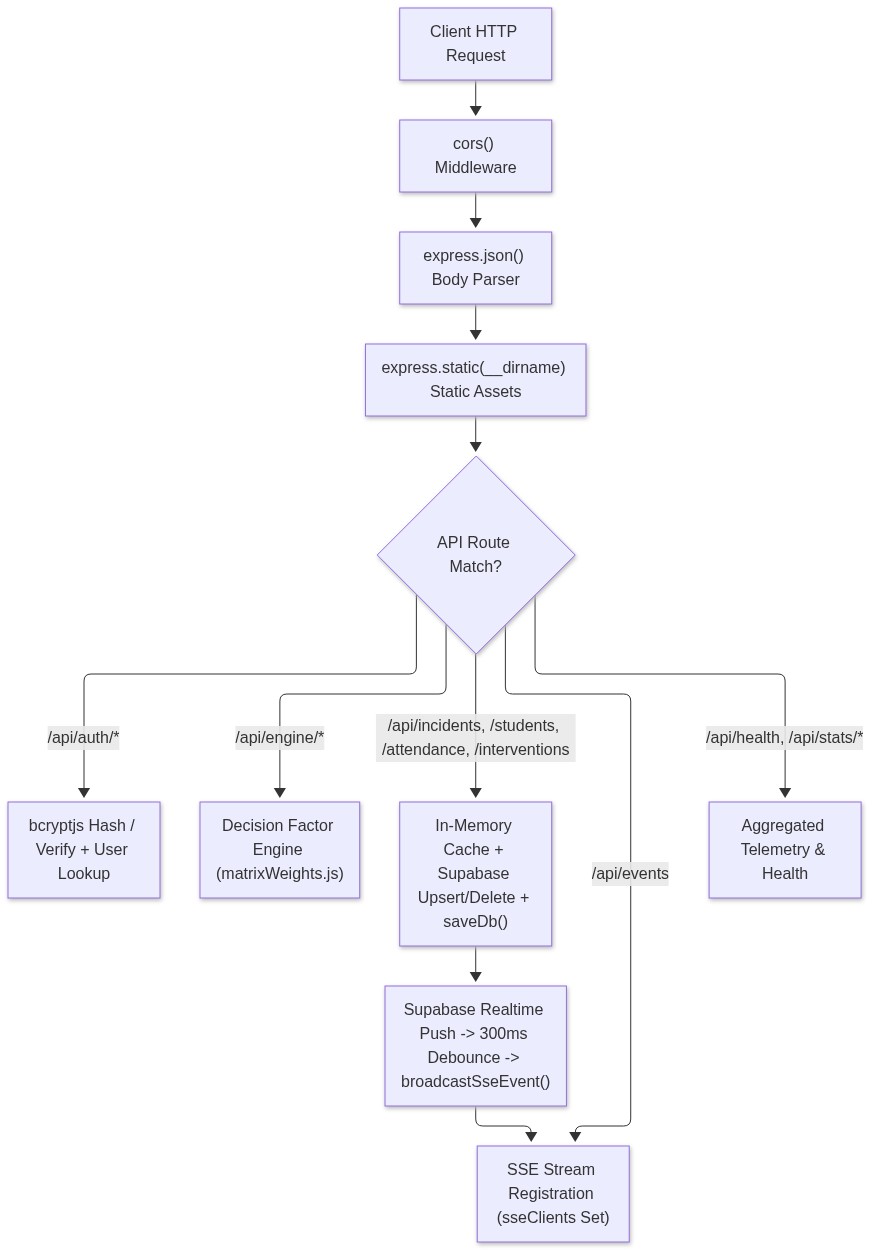 Client HTTP
Request
cors()
Middleware
express.json()
Body Parser
express.static(__dirname)
Static Assets
API Route
Match?
/api/auth/*
/api/engine/*
/api/incidents, /students,
/attendance, /interventions
/api/health, /api/stats/*
bcryptjs Hash /
Verify + User
Lookup
Decision Factor
Engine
(matrixWeights.js)
In-Memory
Cache +
Supabase
Upsert/Delete +
saveDb()
/api/events
Aggregated
Telemetry &
Health
Supabase Realtime
Push -> 300ms
Debounce ->
broadcastSseEvent()
SSE Stream
Registration
(sseClients Set)